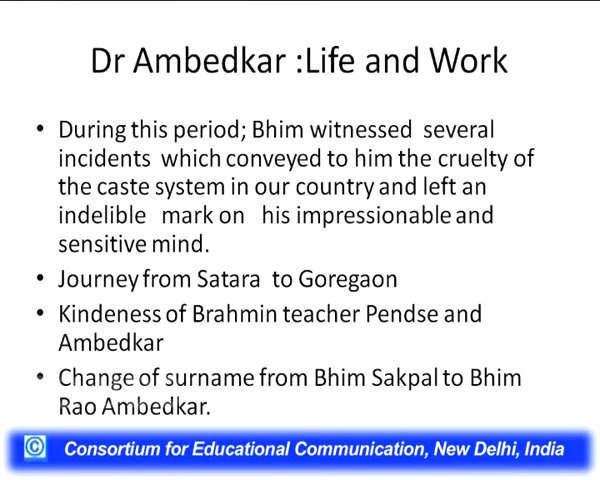 Dr Ambedkar :Life and Work
• During this period; Bhim witnessed several
incidents which conveyed to him the cruelty of
the caste system in our country and left an
indelible mark on his impressionable and
sensitive mind.
• Journey from Satara to Goregaon
• Kindeness of Brahmin teacher Pendse and
Ambedkar
• Change of surname from Bhim Sakpal to Bhim
Rao Ambedkar.
© Consortium for Educational Communication, New Delhi, India